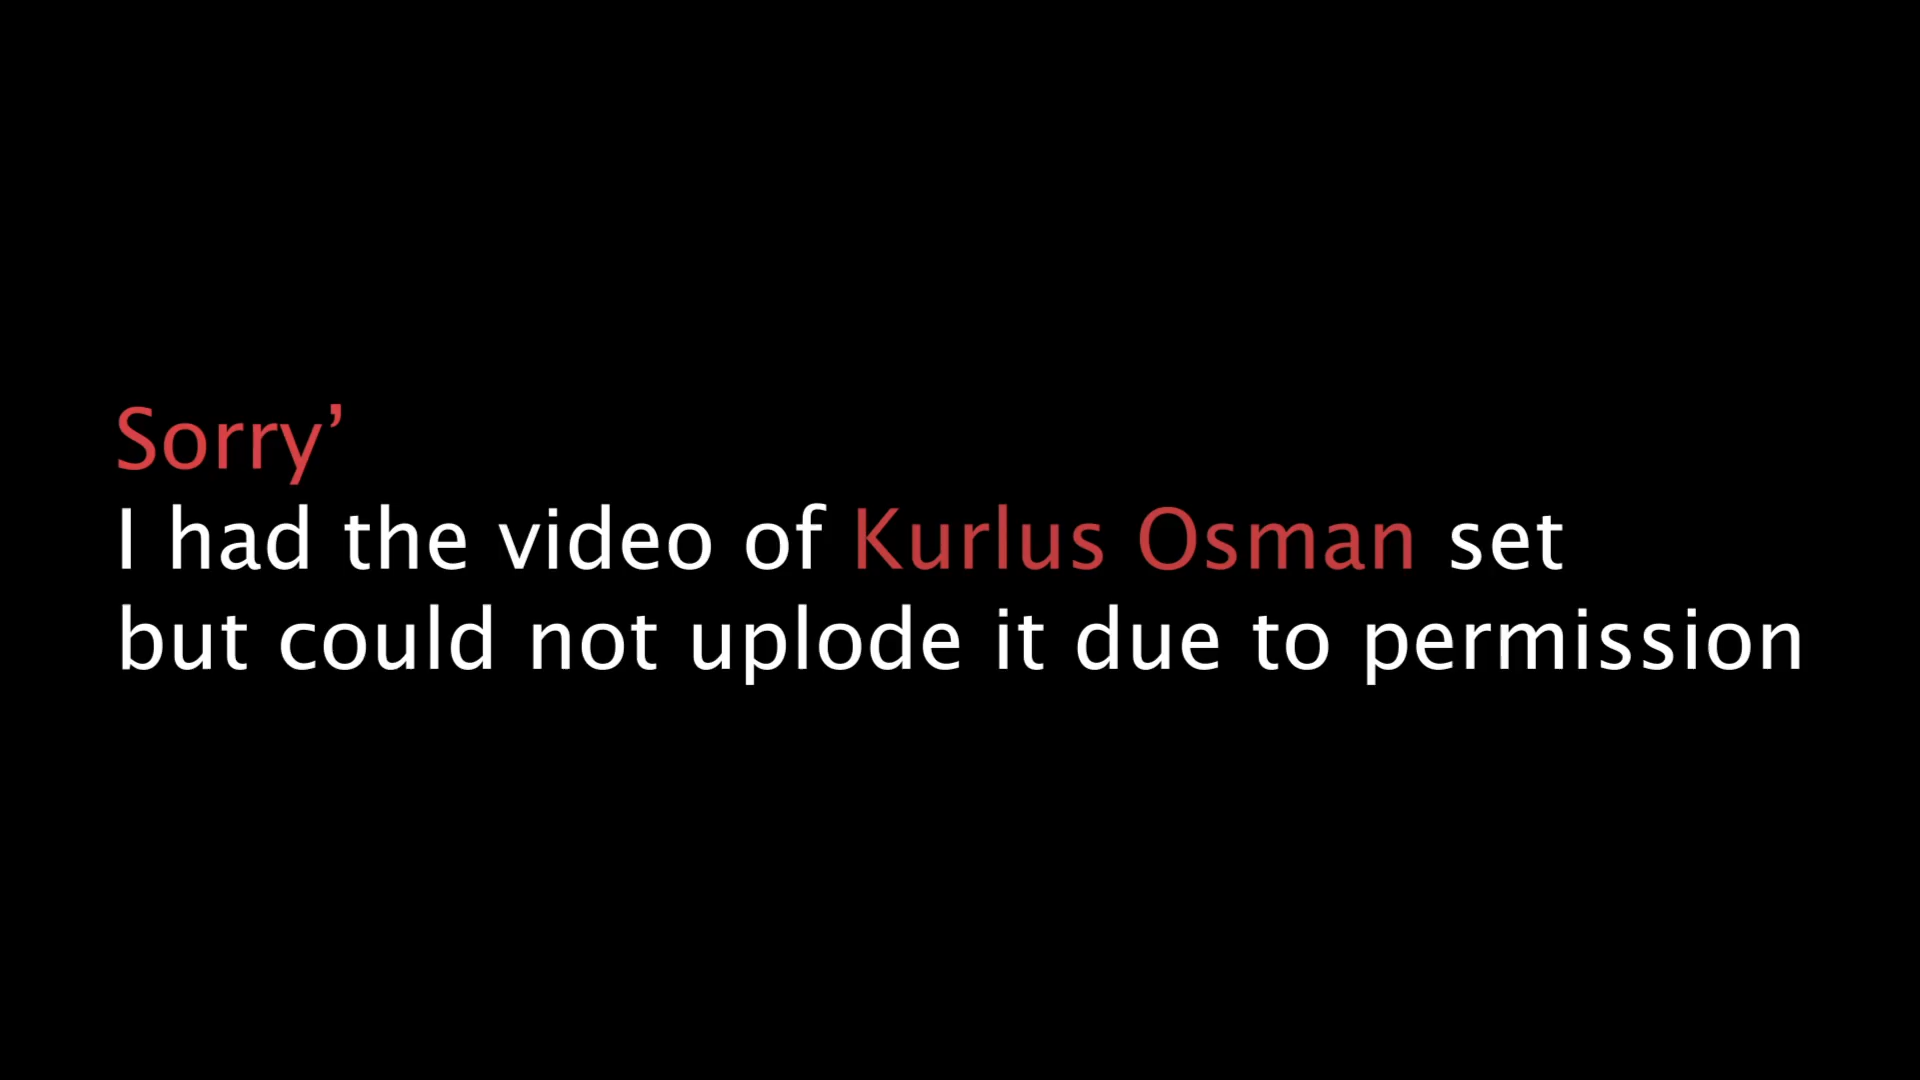 Sorry’
I had the video of Kurlus Osman set
but could not uplode it due to permission